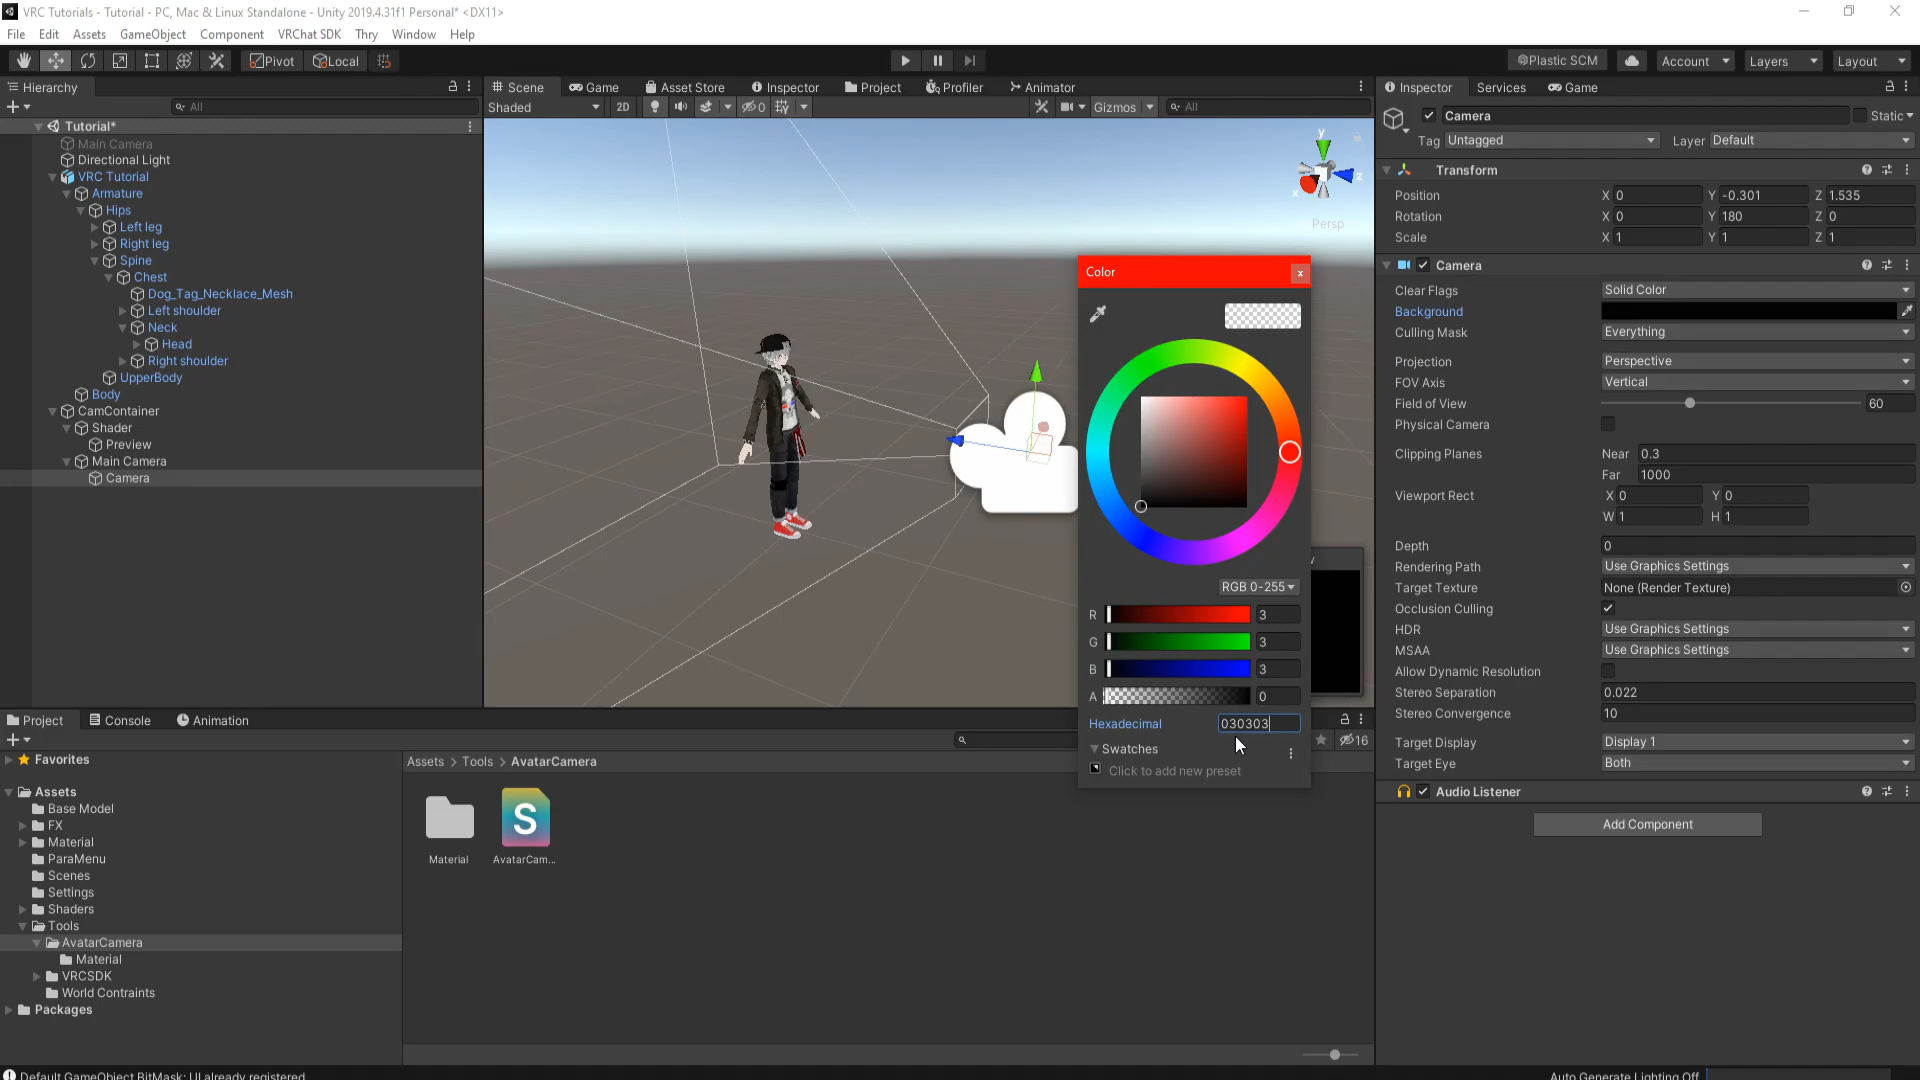 VRC Tutorials - Tutorial - PC, Mac & Linux Standalone - Unity 2019.4.31f1 Personal* <DX11>
File Edit Assets GameObject Component VRChat SDK Thry Window Help
Pivot Local Plastic SCM Account Layers Layout
Hierarchy
All
Tutorial*
Main Camera
Directional Light
VRC Tutorial
Armature
Hips
Left leg
Right leg
Spine
Chest
Dog_Tag_Necklace_Mesh
Left shoulder
Neck
Head
Right shoulder
UpperBody
Body
CamContainer
Shader
Preview
Main Camera
Camera
Scene Game Asset Store Inspector Project Profiler Animator
Shaded 2D 0 Gizmos All
y
x z
Persp
Color
RGB 0-255
R 3
G 3
B 3
A 0
Hexadecimal 030303
Swatches
Click to add new preset
Inspector Services Game
Camera Static
Tag Untagged Layer Default
Transform
Position X 0 Y -0.301 Z 1.535
Rotation X 0 Y 180 Z 0
Scale X 1 Y 1 Z 1
Camera
Clear Flags Solid Color
Background
Culling Mask Everything
Projection Perspective
FOV Axis Vertical
Field of View 60
Physical Camera
Clipping Planes Near 0.3
Far 1000
Viewport Rect X 0 Y 0
W 1 H 1
Depth 0
Rendering Path Use Graphics Settings
Target Texture None (Render Texture)
Occlusion Culling
HDR Use Graphics Settings
MSAA Use Graphics Settings
Allow Dynamic Resolution
Stereo Separation 0.022
Stereo Convergence 10
Target Display Display 1
Target Eye Both
Audio Listener
Add Component
Project Console Animation
16
Favorites
Assets
Base Model
FX
Material
ParaMenu
Scenes
Settings
Shaders
Tools
AvatarCamera
Material
VRCSDK
World Contraints
Packages
Assets > Tools > AvatarCamera
S
Material AvatarCam...
Default GameObject BitMask: UI already registered
Auto Generate Lighting Off